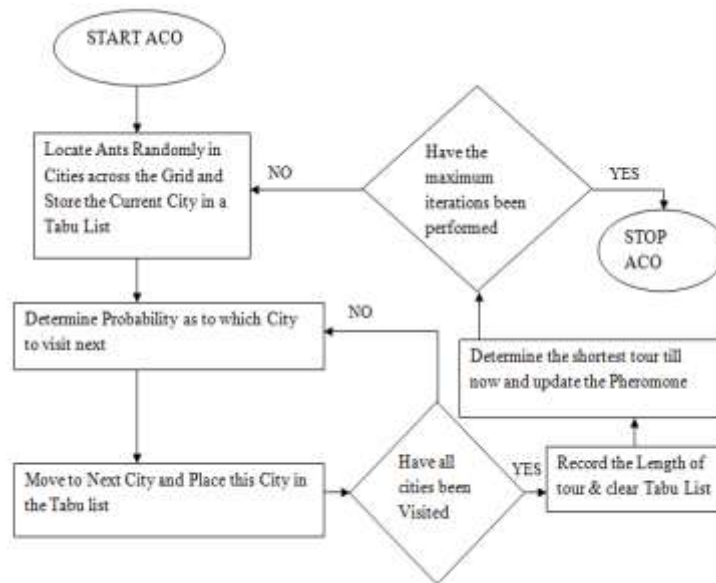 START ACO
Locate Ants Randomly in
Cities across the Grid and
Store the Current City in a
Tabu List
Determine Probability as to which City
to visit next
Move to Next City and Place this City in
the Tabu list
Have all
cities been
Visited
NO
YES
Record the Length of
tour & clear Tabu List
Determine the shortest tour till
now and update the Pheromone
Have the
maximum
iterations been
performed
NO
YES
STOP
ACO